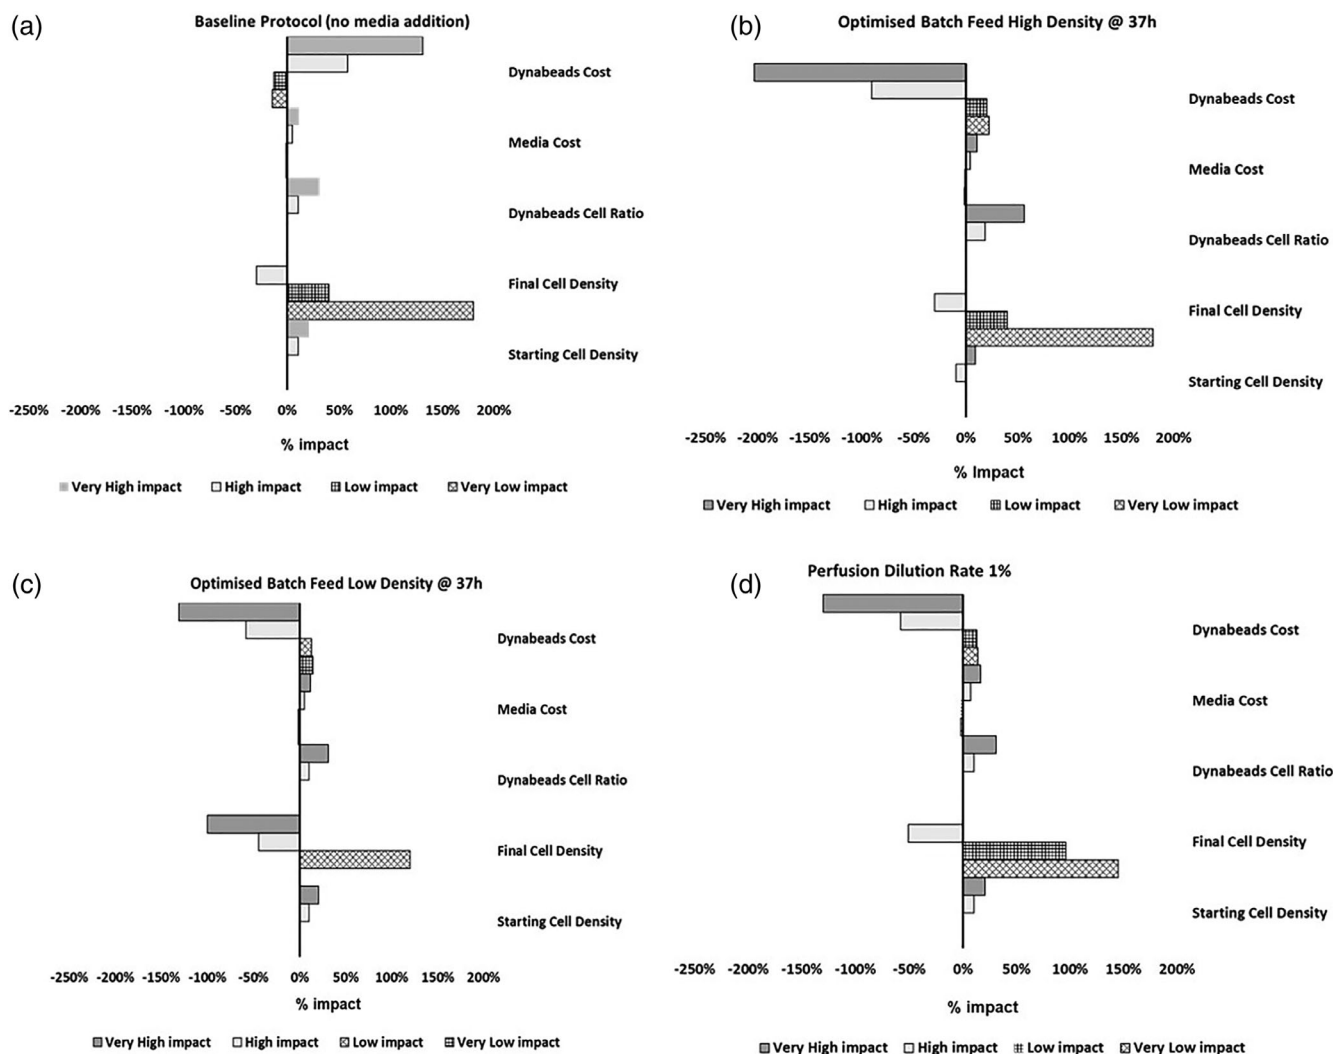 (a)
Baseline Protocol (no media addition)
Dynabeads Cost
Media Cost
Dynabeads Cell Ratio
Final Cell Density
Starting Cell Density
-250% -200% -150% -100% -50% 0% 50% 100% 150% 200%
% impact
Very High impact High impact Low impact Very Low impact
(b)
Optimised Batch Feed High Density @ 37h
Dynabeads Cost
Media Cost
Dynabeads Cell Ratio
Final Cell Density
Starting Cell Density
-250% -200% -150% -100% -50% 0% 50% 100% 150% 200%
% Impact
Very High impact High impact Low impact Very Low impact
(c)
Optimised Batch Feed Low Density @ 37h
Dynabeads Cost
Media Cost
Dynabeads Cell Ratio
Final Cell Density
Starting Cell Density
-250% -200% -150% -100% -50% 0% 50% 100% 150% 200%
% impact
Very High impact High impact Low impact Very Low impact
(d)
Perfusion Dilution Rate 1%
Dynabeads Cost
Media Cost
Dynabeads Cell Ratio
Final Cell Density
Starting Cell Density
-250% -200% -150% -100% -50% 0% 50% 100% 150% 200%
% impact
Very High impact High impact Low impact Very Low impact